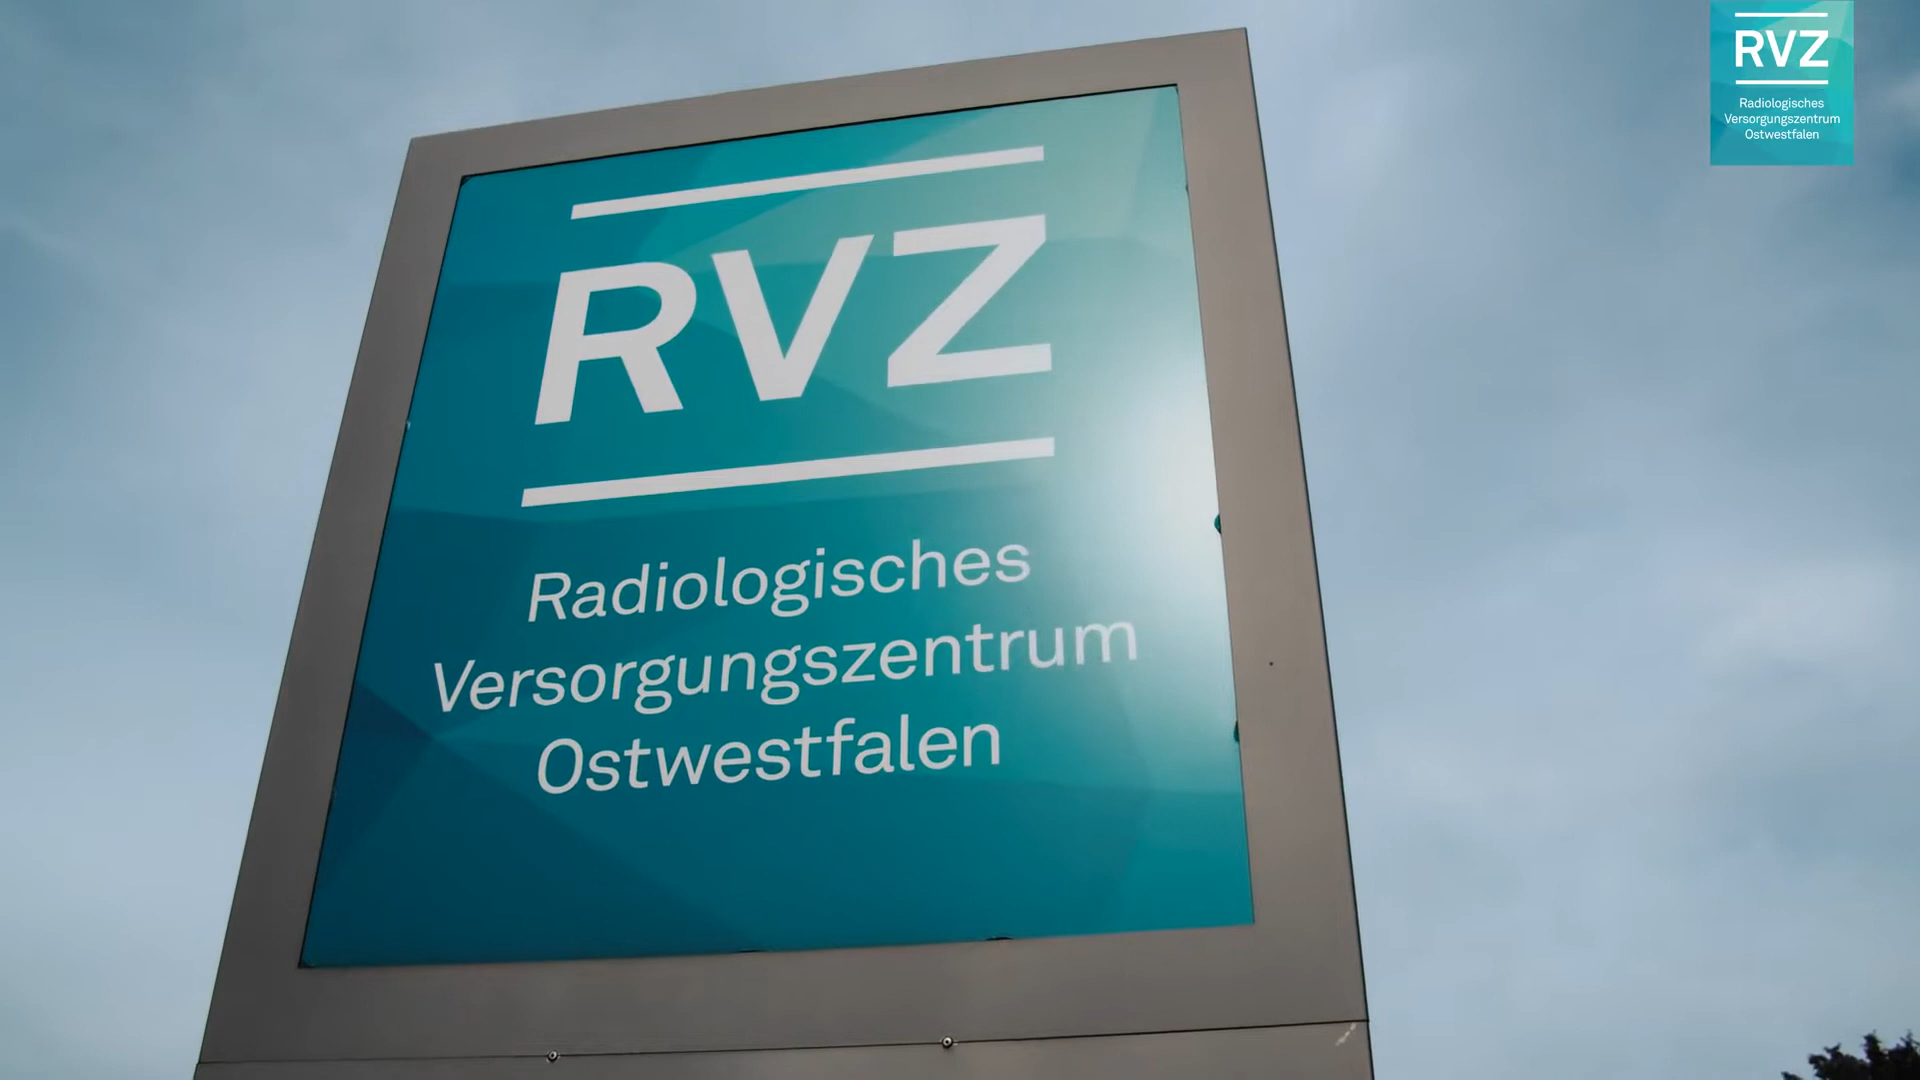 RVZ
Radiologisches
Versorgungszentrum
Ostwestfalen
RVZ
Radiologisches
Versorgungszentrum
Ostwestfalen